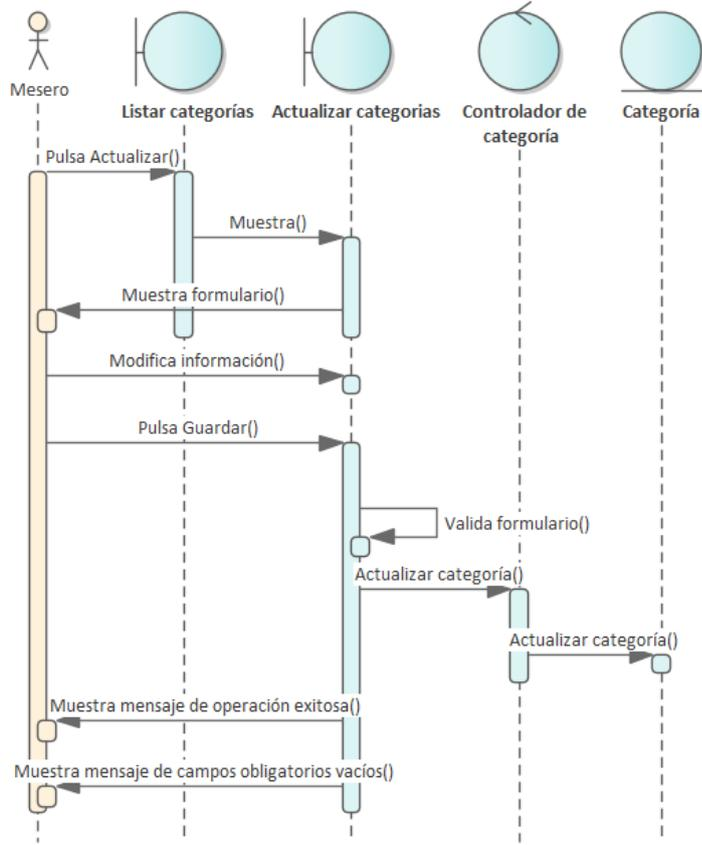 Mesero
Listar categorías
Actualizar categorias
Controlador de
categoría
Categoría
Pulsa Actualizar()
Muestra()
Muestra formulario()
Modifica información()
Pulsa Guardar()
Valida formulario()
Actualizar categoría()
Actualizar categoría()
Muestra mensaje de operación exitosa()
Muestra mensaje de campos obligatorios vacíos()